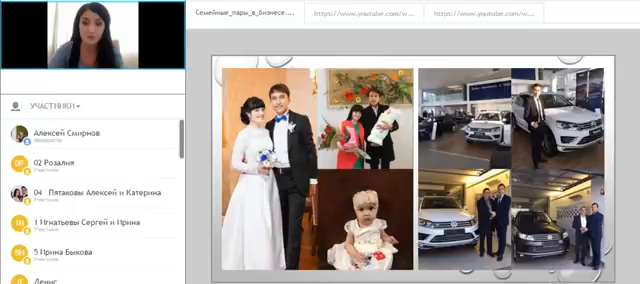 Семейные_пары_в_бизнесе....
https://www.youtube.com/w...
https://www.youtube.com/w...
УЧАСТНИКИ
Алексей Смирнов
Модератор
02 Розалия
Участник
04 Пятаковы Алексей и Катерина
Участник
1 Игнатьевы Сергей и Ирина
Участник
5 Ирина Быкова
Участник
Денис